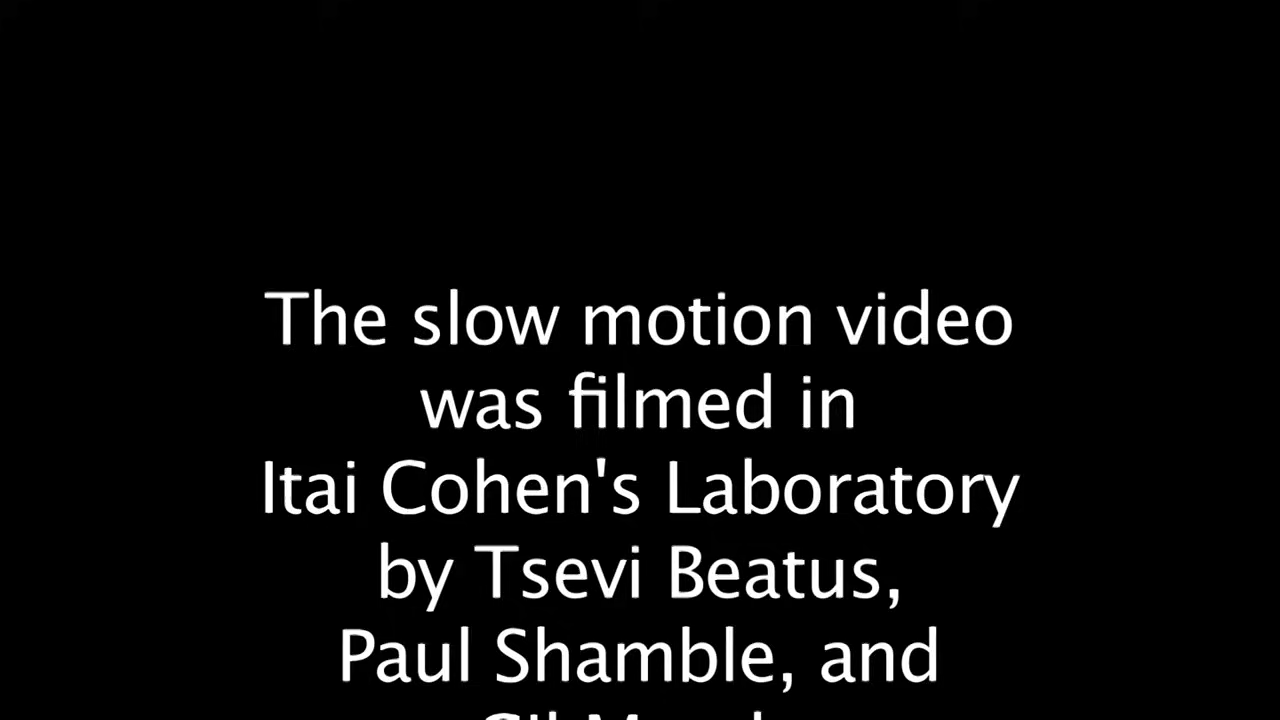 The slow motion video
was filmed in
Itai Cohen's Laboratory
by Tsevi Beatus,
Paul Shamble, and